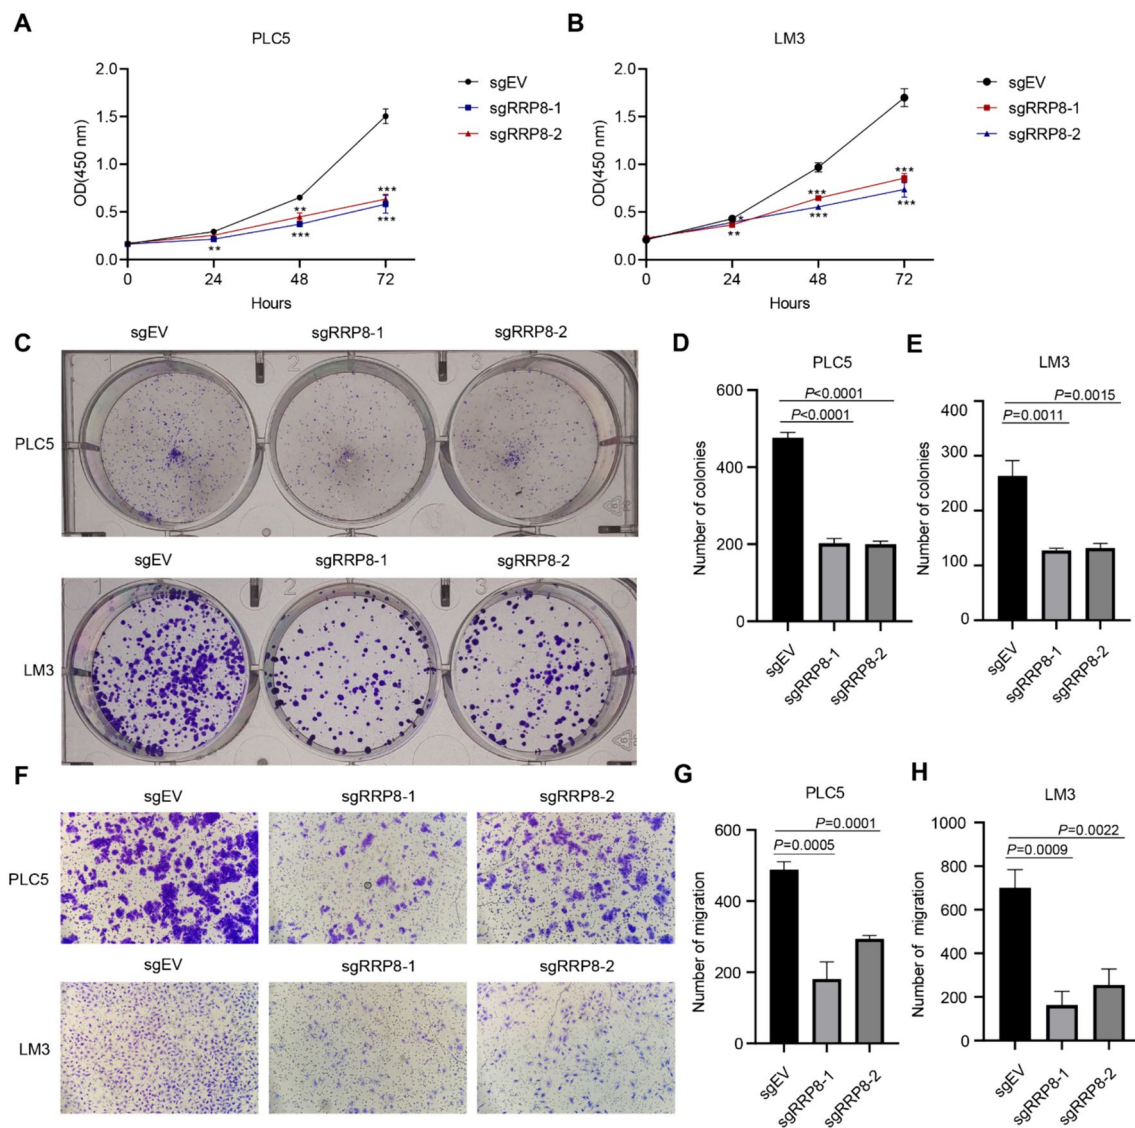 A
PLC5
2.0
1.5
1.0
0.5
0.0
OD(450 nm)
0
24
48
72
Hours
sgEV
sgRRP8-1
sgRRP8-2
**
**
***
***
***
B
LM3
2.0
1.5
1.0
0.5
0.0
OD(450 nm)
0
24
48
72
Hours
sgEV
sgRRP8-1
sgRRP8-2
*
**
***
***
***
***
C
sgEV
sgRRP8-1
sgRRP8-2
PLC5
1
2
3
sgEV
sgRRP8-1
sgRRP8-2
LM3
1
2
3
D
PLC5
600
400
200
0
Number of colonies
P<0.0001
P<0.0001
sgEV
sgRRP8-1
sgRRP8-2
E
LM3
400
300
200
100
0
Number of colonies
P=0.0015
P=0.0011
sgEV
sgRRP8-1
sgRRP8-2
F
sgEV
sgRRP8-1
sgRRP8-2
PLC5
sgEV
sgRRP8-1
sgRRP8-2
LM3
G
PLC5
600
400
200
0
Number of migration
P=0.0001
P=0.0005
sgEV
sgRRP8-1
sgRRP8-2
H
LM3
1000
800
600
400
200
0
Number of migration
P=0.0022
P=0.0009
sgEV
sgRRP8-1
sgRRP8-2